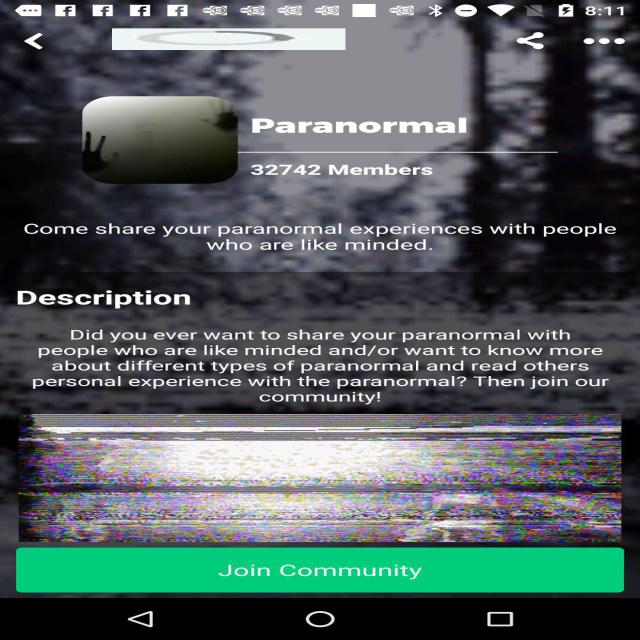 8:11
Paranormal
32742 Members
Come share your paranormal experiences with people
who are like minded.
Description
Did you ever want to share your paranormal with
people who are like minded and/or want to know more
about different types of paranormal and read others
personal experience with the paranormal? Then join our
community!
Join Community